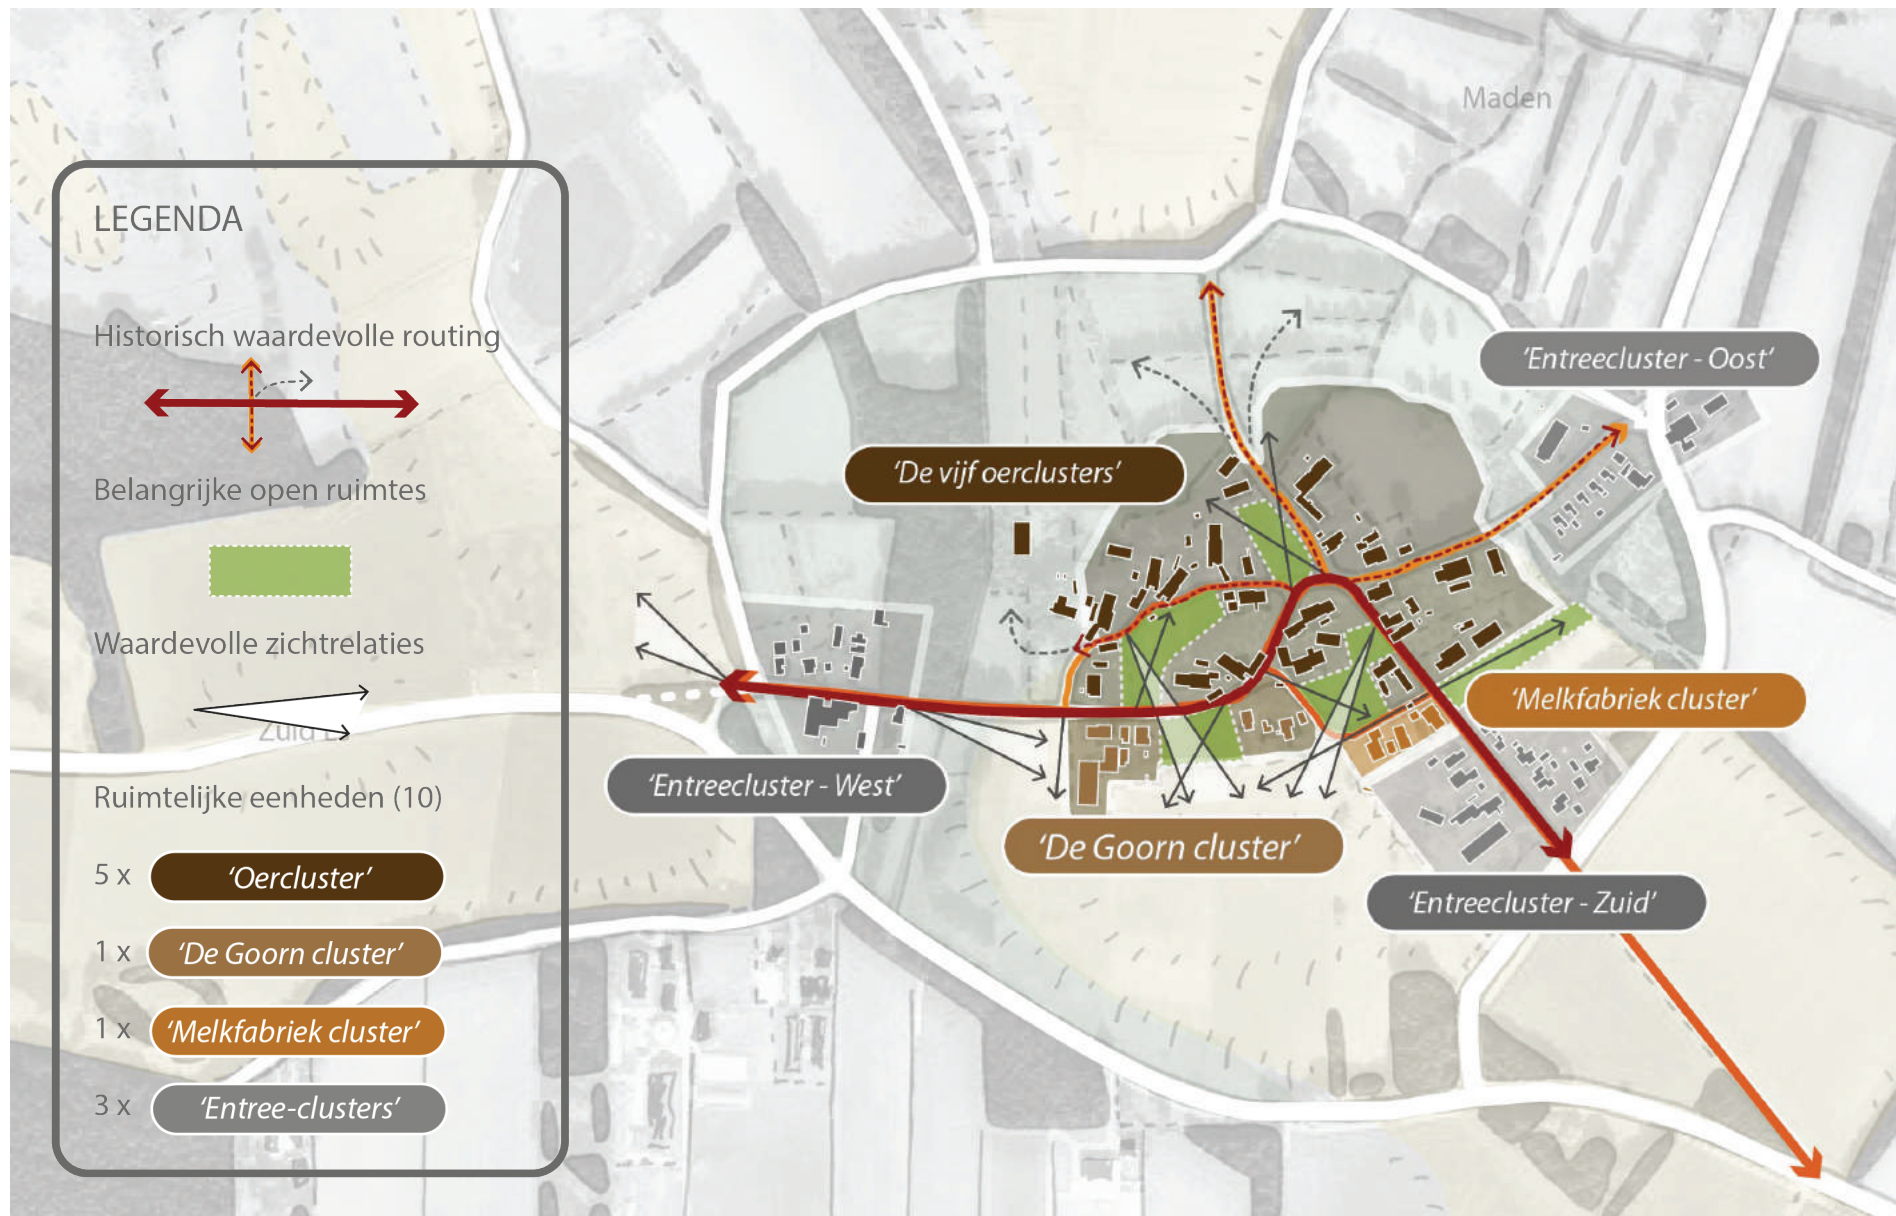 Maden
LEGENDA
Historisch waardevolle routing
Belangrijke open ruimtes
Waardevolle zichtrelaties
Zuid E
Ruimtelijke eenheden (10)
5 x ‘Oercluster’
1 x ‘De Goorn cluster’
1 x ‘Melkfabriek cluster’
3 x ‘Entree-clusters’
‘Entreecluster - Oost‘
‘De vijf oerclusters’
‘Melkfabriek cluster’
‘Entreecluster - West’
‘De Goorn cluster’
‘Entreecluster - Zuid’